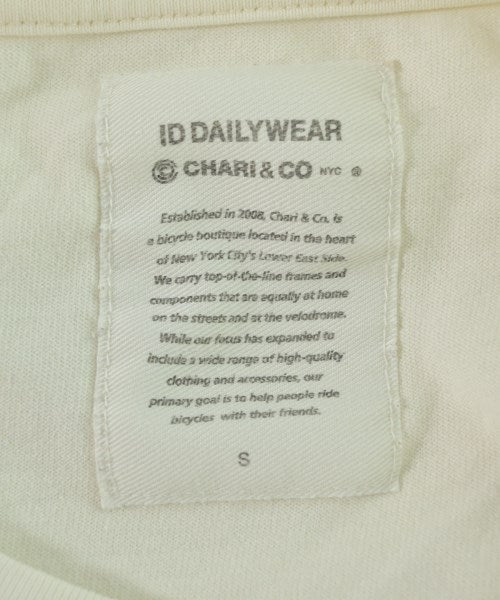 ID DAILYWEAR
© CHARI & CO NYC ®
Established in 2008, Chari & Co. is
a bicycle boutique located in the heart
of New York City's Lower East Side.
We carry top-of-the-line frames and
components that are equally at home
on the streets and at the velodrome.
While our focus has expanded to
include a wide range of high-quality
clothing and accessories, our
primary goal is to help people ride
bicycles with their friends.
S